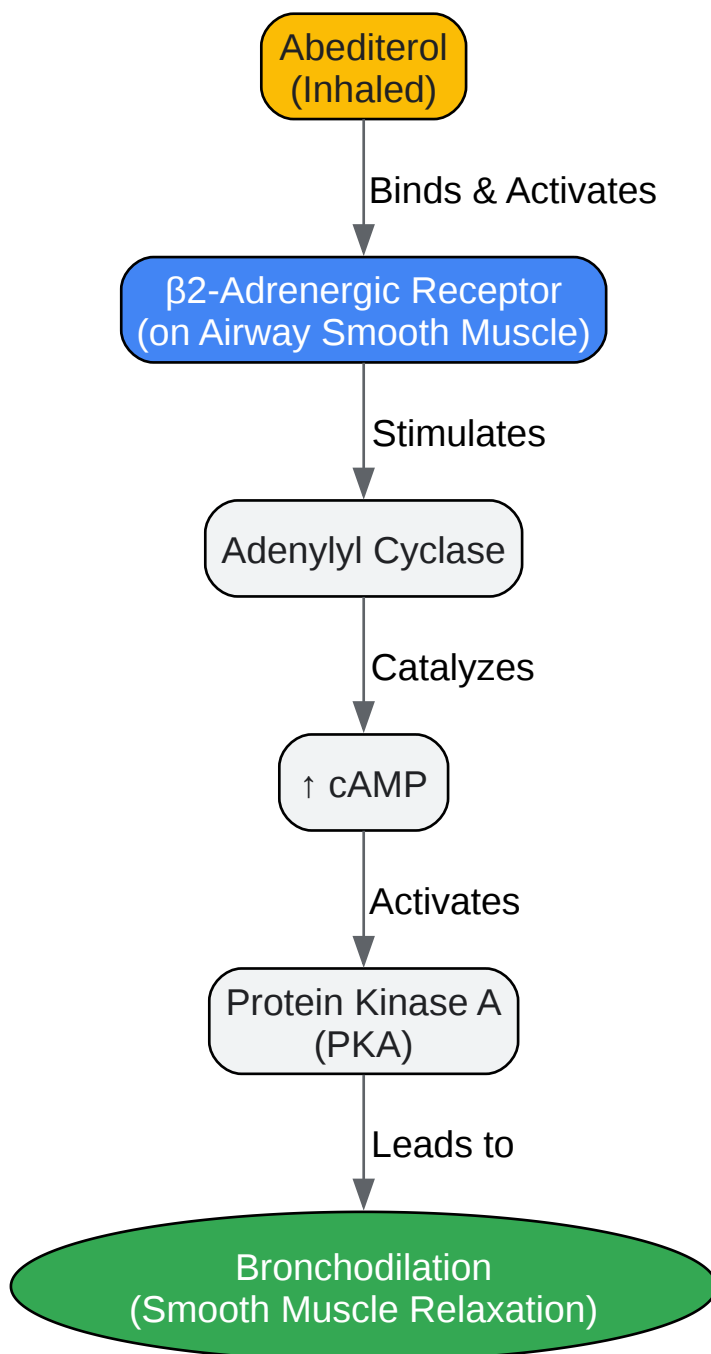 Abediterol
(Inhaled)
Binds & Activates
β2-Adrenergic Receptor
(on Airway Smooth Muscle)
Stimulates
Adenylyl Cyclase
Catalyzes
↑ cAMP
Activates
Protein Kinase A
(PKA)
Leads to
Bronchodilation
(Smooth Muscle Relaxation)